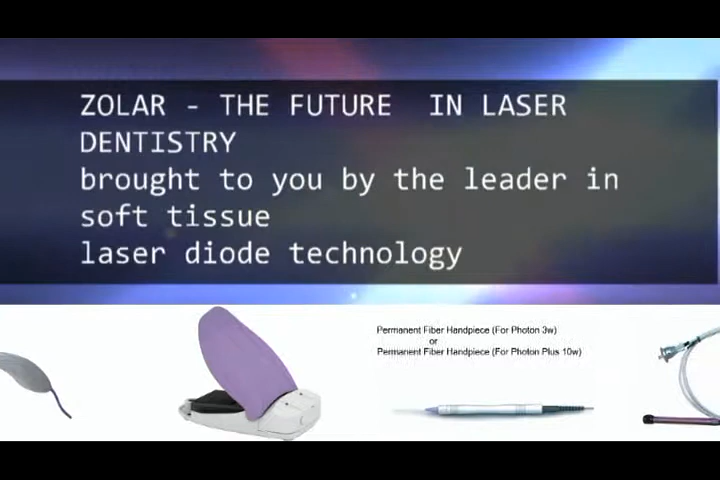 ZOLAR - THE FUTURE IN LASER
DENTISTRY
brought to you by the leader in
soft tissue
laser diode technology
Permanent Fiber Handpiece (For Photon 3w)
or
Permanent Fiber Handpiece (For Photon Plus 10w)